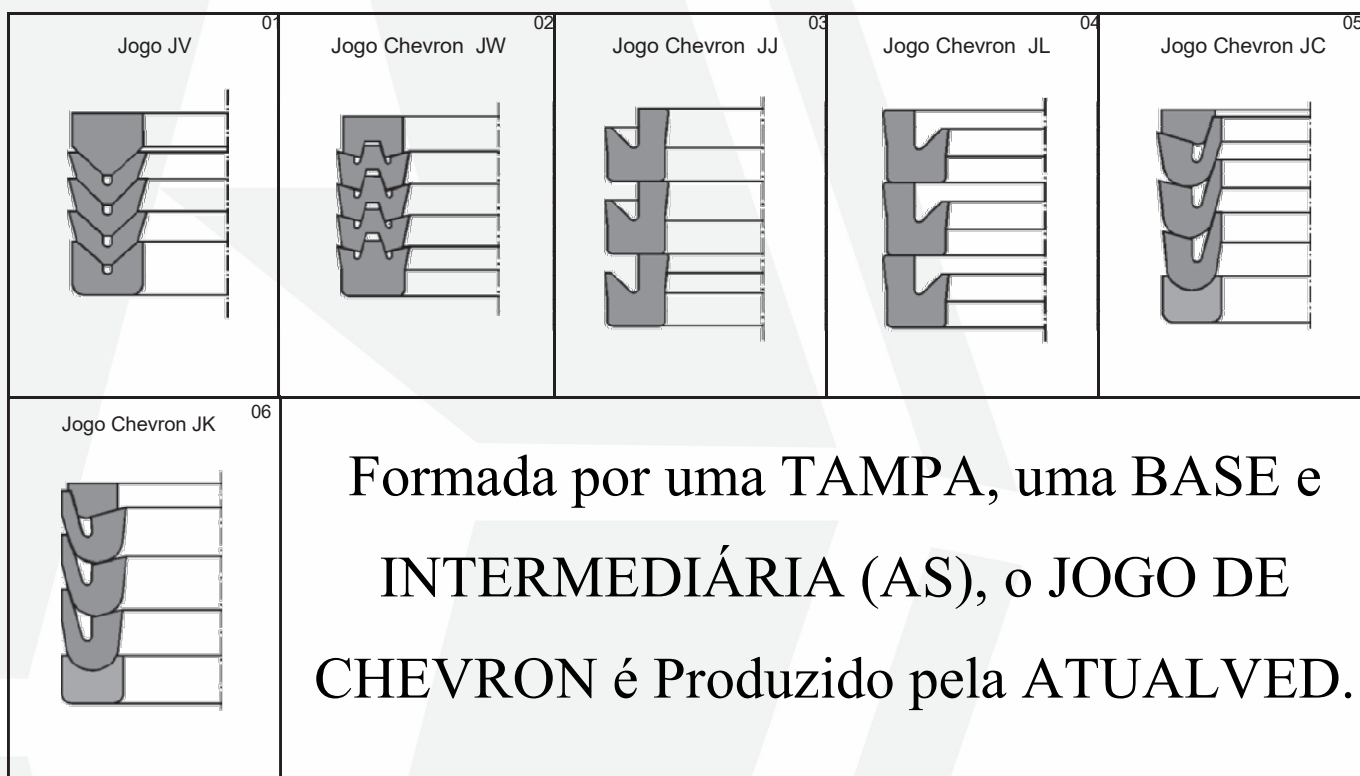 01
Jogo JV
02
Jogo Chevron JW
03
Jogo Chevron JJ
04
Jogo Chevron JL
05
Jogo Chevron JC
06
Jogo Chevron JK
Formada por uma TAMPA, uma BASE e
INTERMEDIÁRIA (AS), o JOGO DE
CHEVRON é Produzido pela ATUALVED.